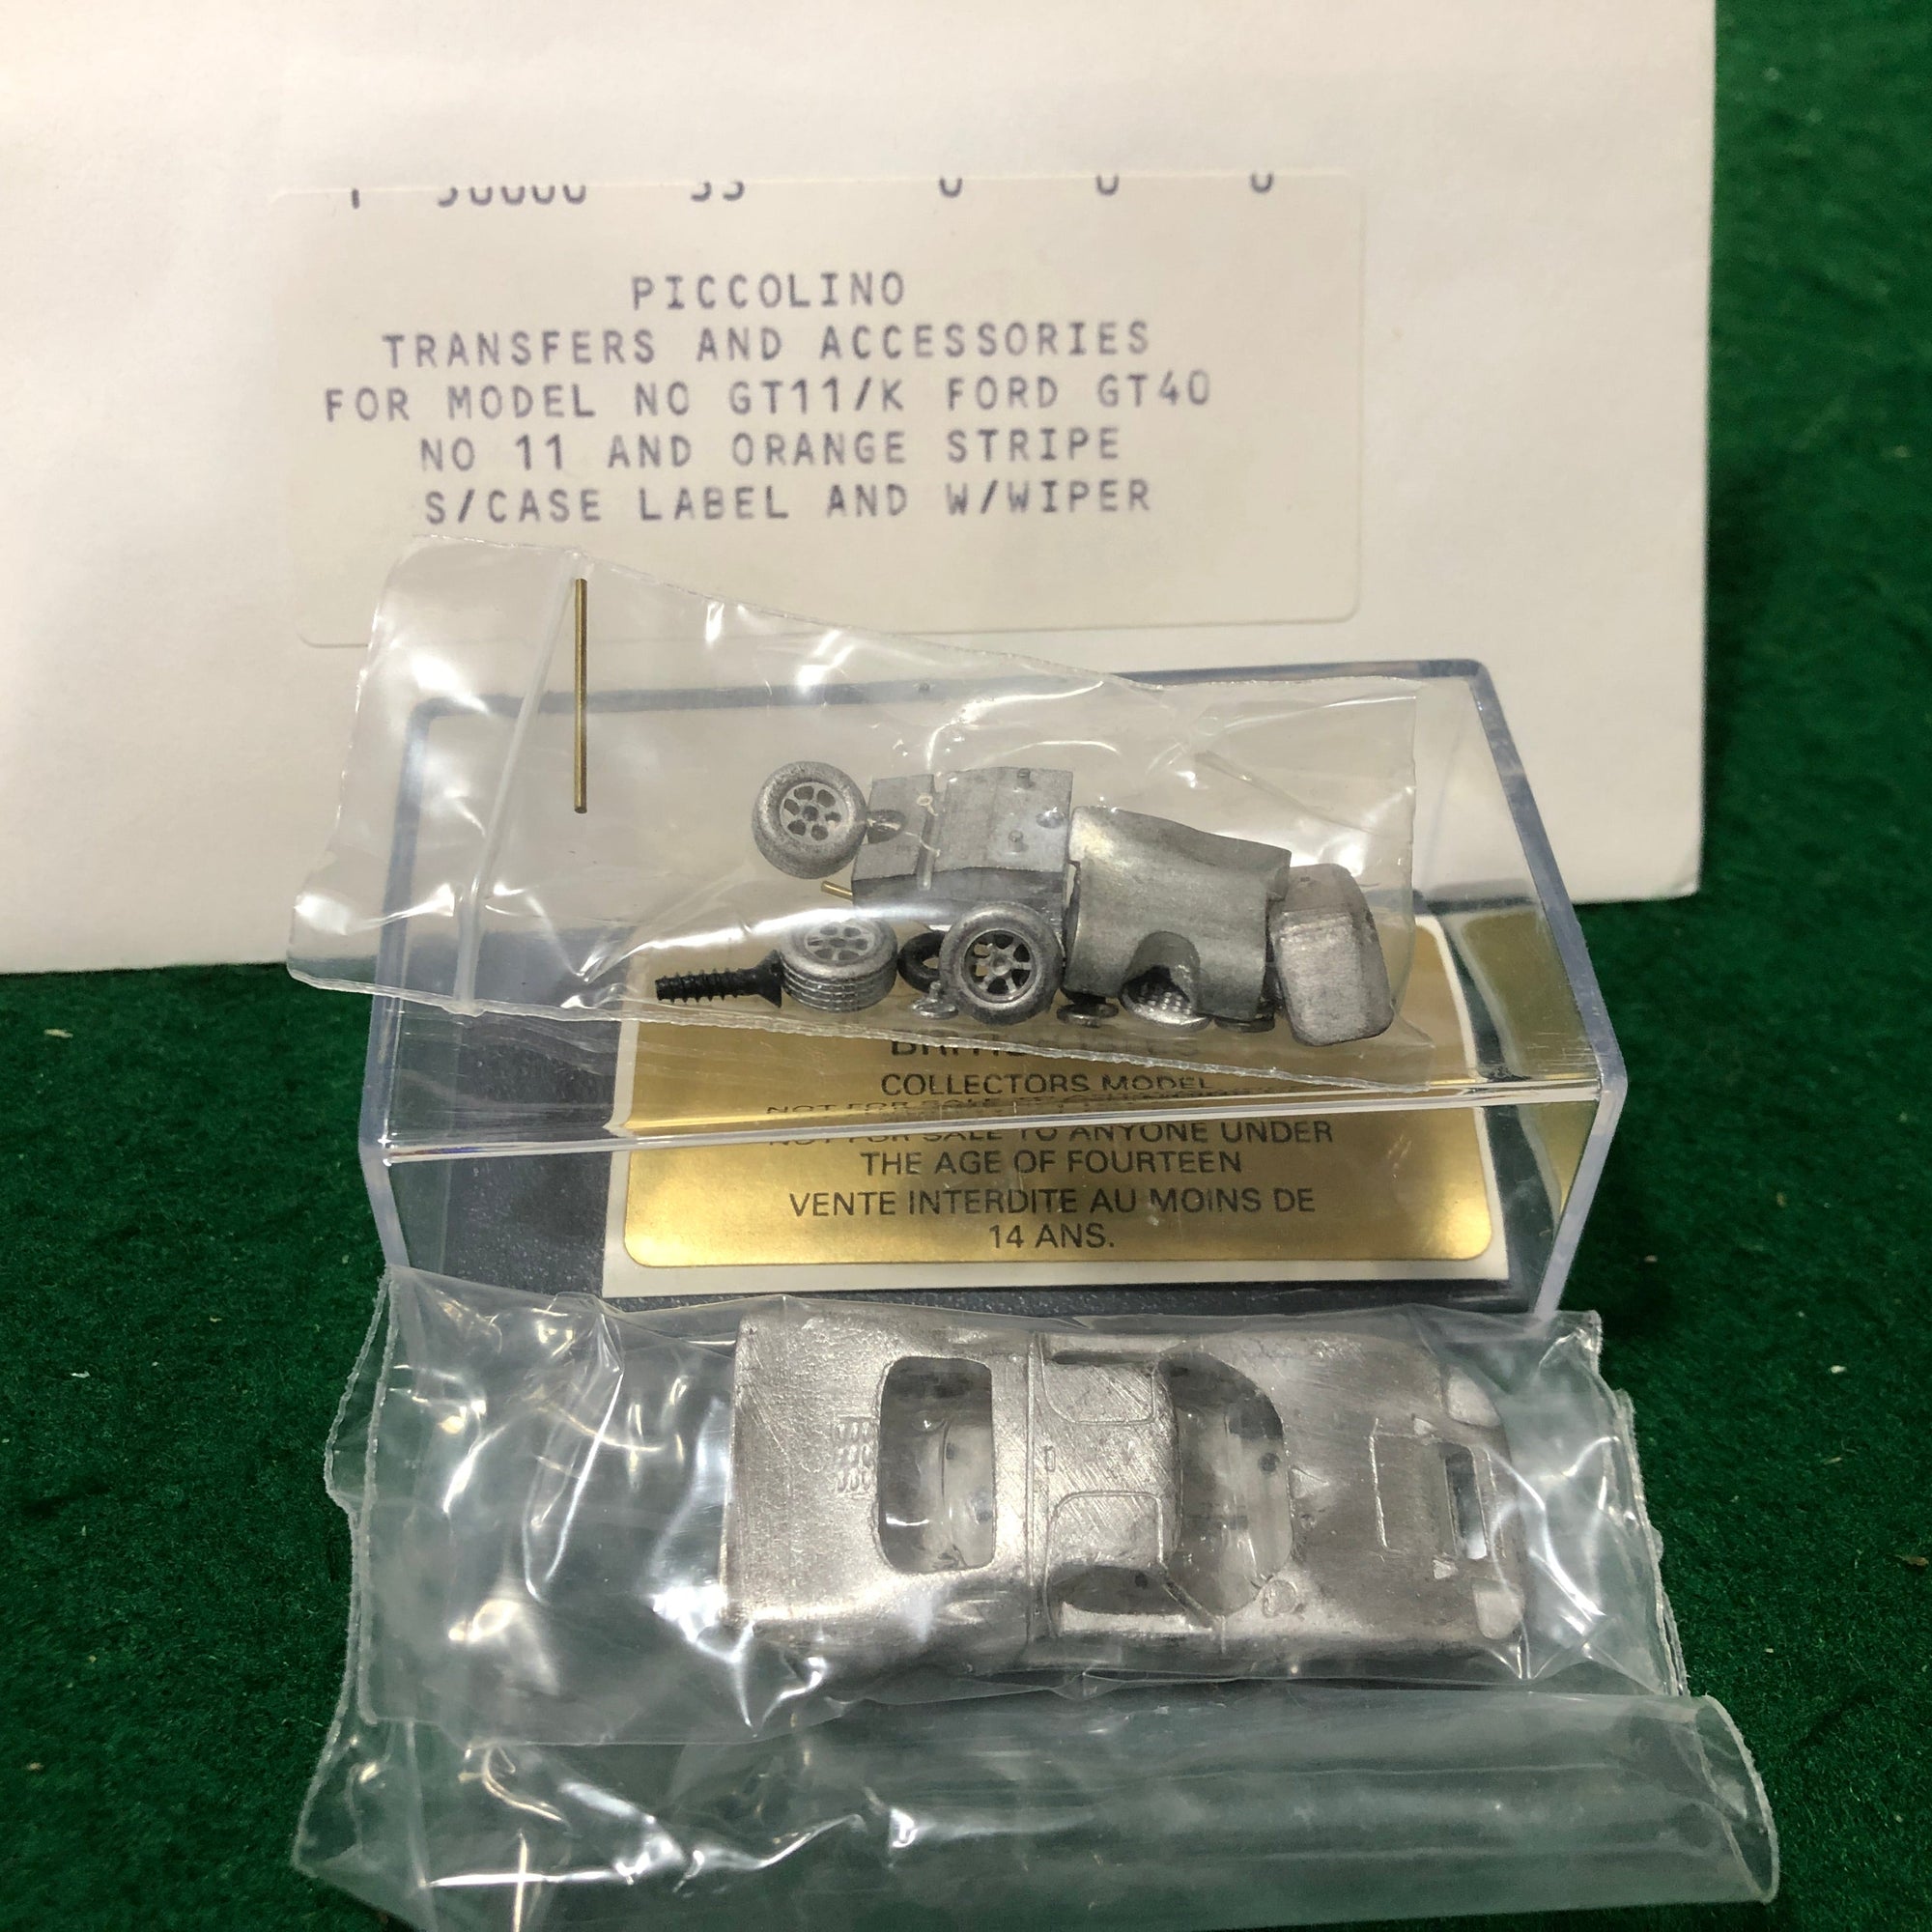 PICCOLINO
TRANSFERS AND ACCESSORIES
FOR MODEL NO GT11/K FORD GT40
NO 11 AND ORANGE STRIPE
S/CASE LABEL AND W/WIPER
COLLECTORS MODEL
NOT FOR SALE TO ANYONE UNDER
THE AGE OF FOURTEEN
VENTE INTERDITE AU MOINS DE
14 ANS.